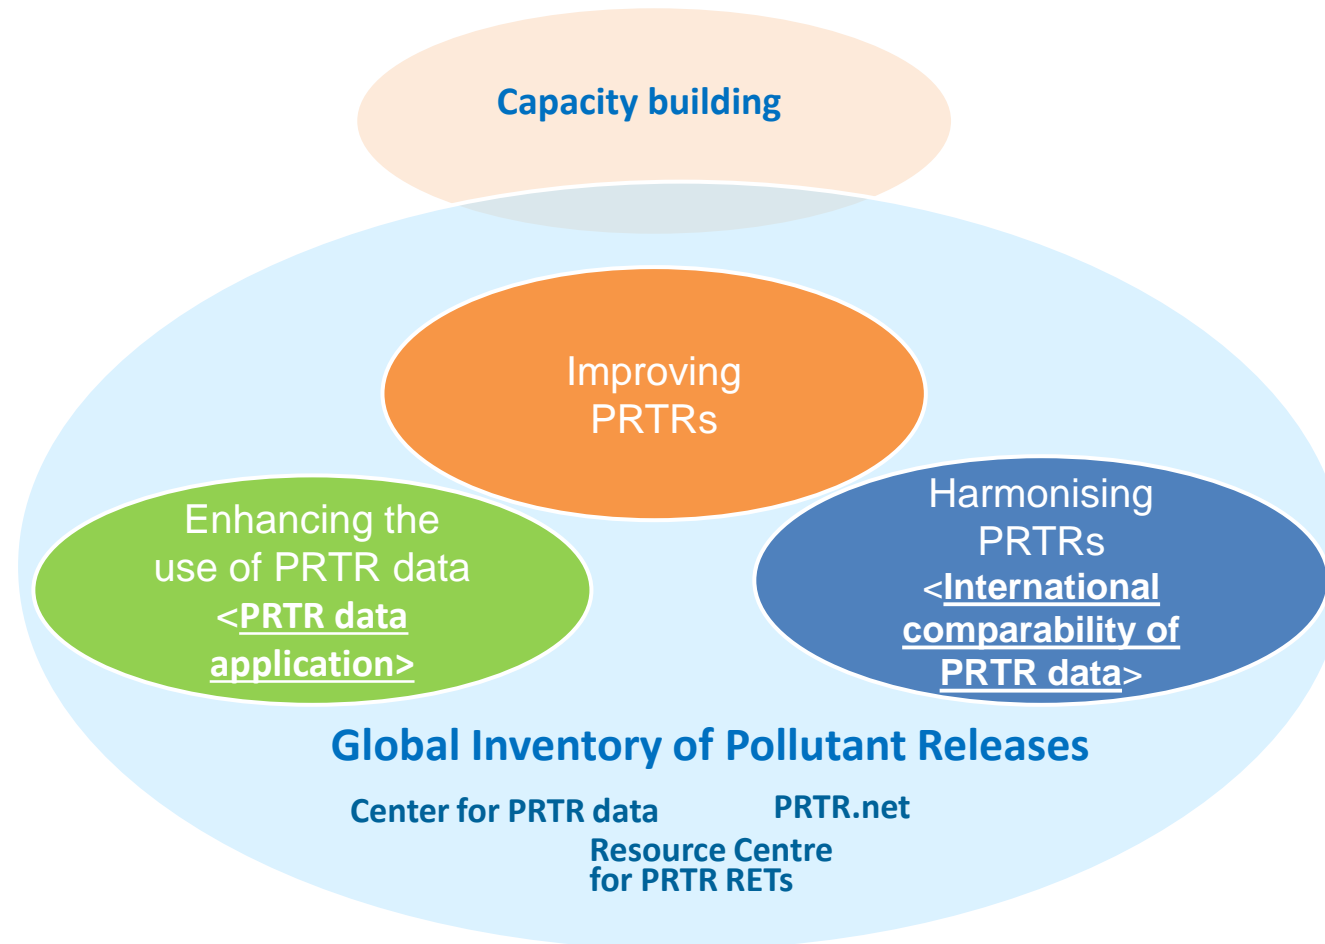 Capacity building
Improving
PRTRs
Enhancing the
use of PRTR data
<PRTR data
application>
Harmonising
PRTRs
<International
comparability of
PRTR data>
Global Inventory of Pollutant Releases
Center for PRTR data
PRTR.net
Resource Centre
for PRTR RETs